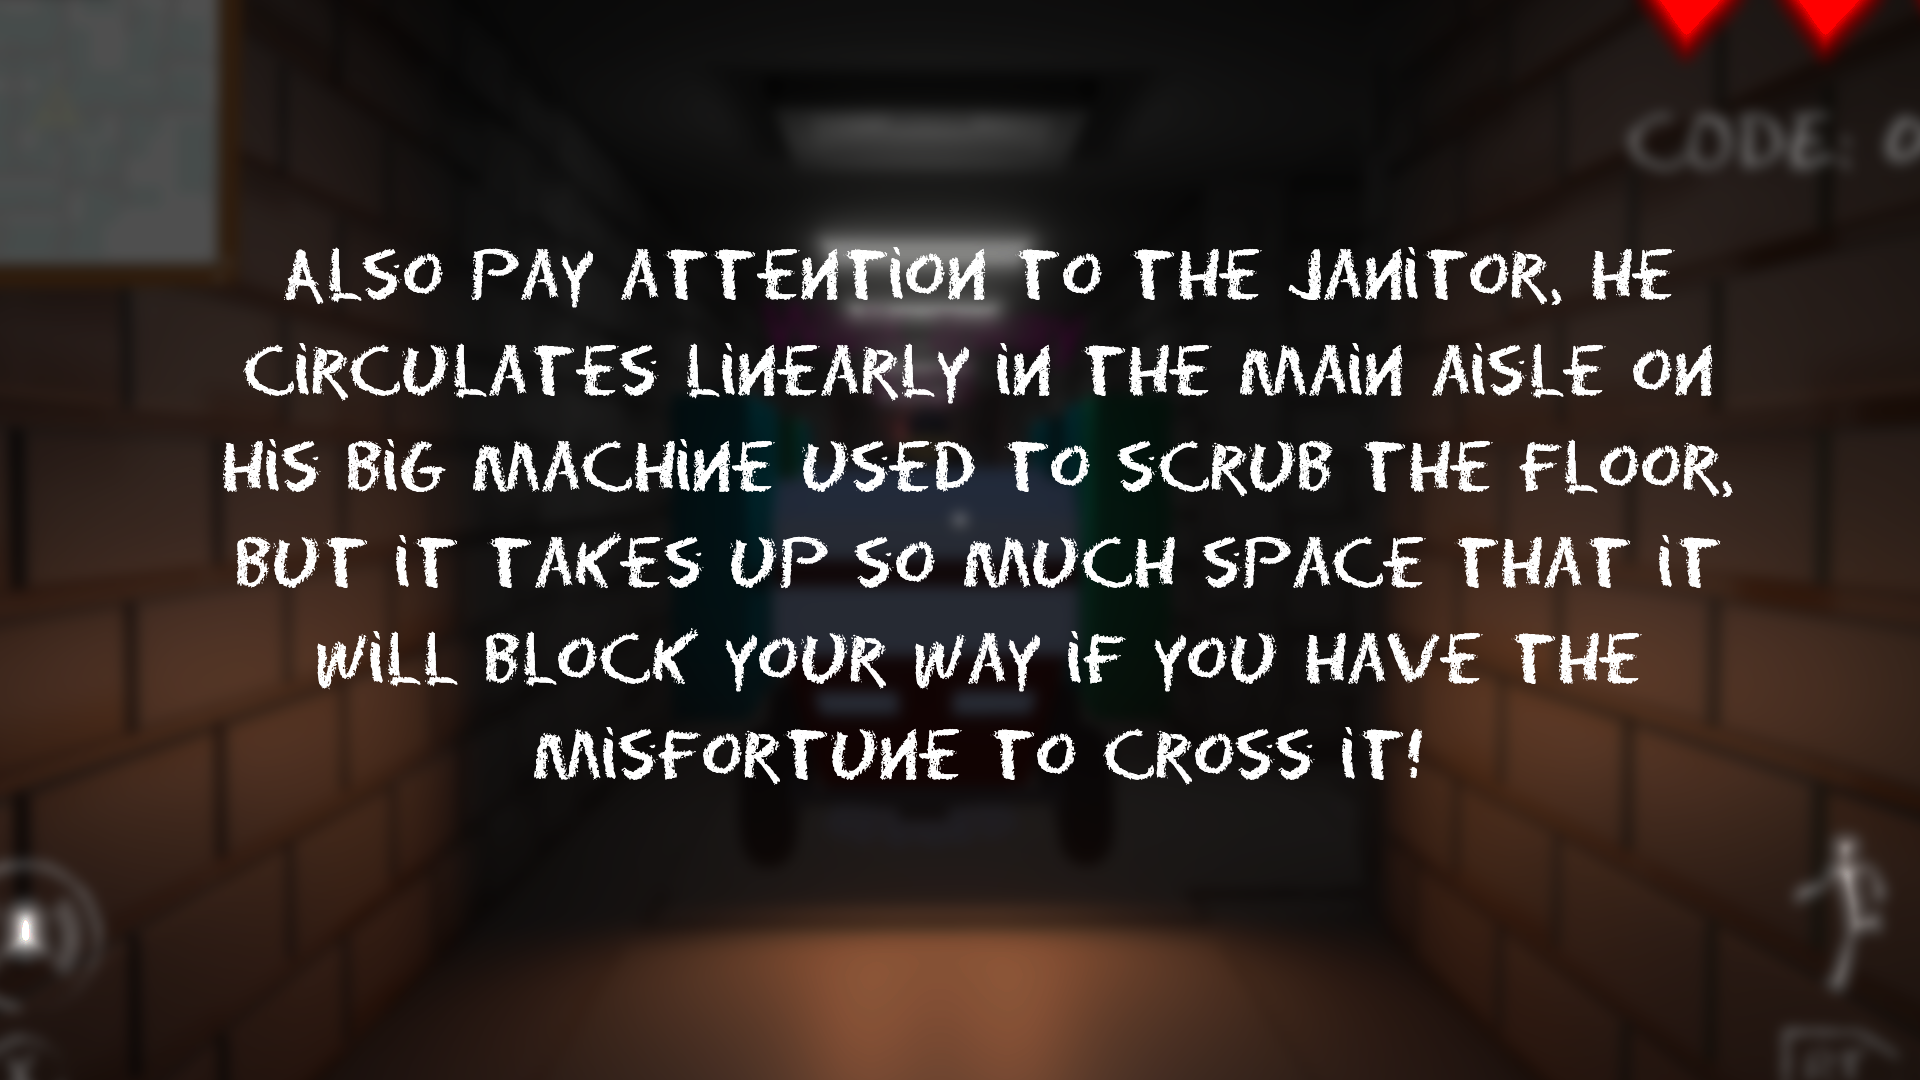 CODE: 0
ALSO PAY ATTENTION TO THE JANITOR, HE
CIRCULATES LINEARLY IN THE MAIN AISLE ON
HIS BIG MACHINE USED TO SCRUB THE FLOOR,
BUT IT TAKES UP SO MUCH SPACE THAT IT
WILL BLOCK YOUR WAY IF YOU HAVE THE
MISFORTUNE TO CROSS IT!